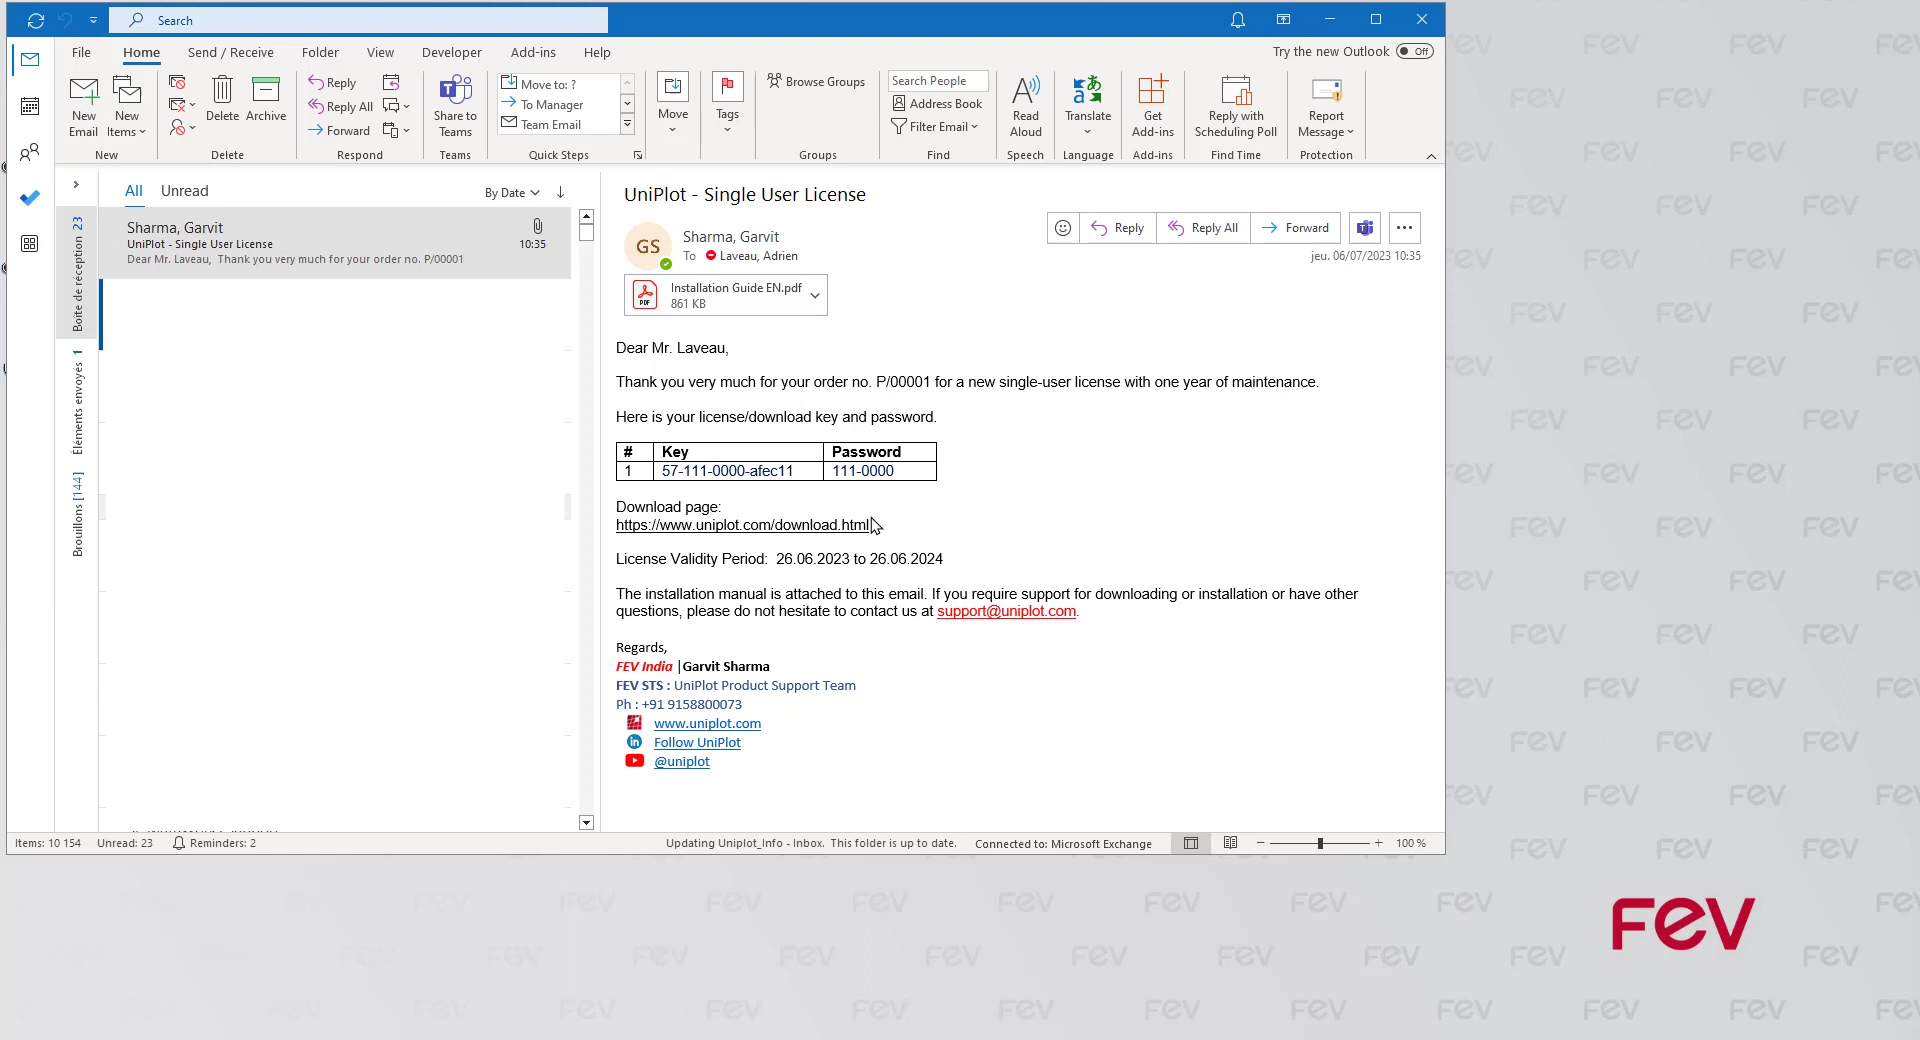 Search
File Home Send / Receive Folder View Developer Add-ins Help
Try the new Outlook Off
New Email
New Items
New
Delete
Archive
Delete
Reply
Reply All
Forward
Respond
Share to Teams
Teams
Move to: ?
To Manager
Team Email
Quick Steps
Move
Tags
Browse Groups
Groups
Search People
Address Book
Filter Email
Find
Read Aloud
Speech
Translate
Language
Get Add-ins
Add-ins
Reply with Scheduling Poll
Find Time
Report Message
Protection
Boîte de réception 23
Éléments envoyés 1
Brouillons [144]
All Unread
By Date
Sharma, Garvit
UniPlot - Single User License 10:35
Dear Mr. Laveau, Thank you very much for your order no. P/00001
UniPlot - Single User License
GS
Sharma, Garvit
To Laveau, Adrien
Reply Reply All Forward
jeu. 06/07/2023 10:35
PDF
Installation Guide EN.pdf
861 KB
Dear Mr. Laveau,
Thank you very much for your order no. P/00001 for a new single-user license with one year of maintenance.
Here is your license/download key and password.
# Key Password
1 57-111-0000-afec11 111-0000
Download page:
https://www.uniplot.com/download.html
License Validity Period: 26.06.2023 to 26.06.2024
The installation manual is attached to this email. If you require support for downloading or installation or have other
questions, please do not hesitate to contact us at support@uniplot.com.
Regards,
FEV India |Garvit Sharma
FEV STS : UniPlot Product Support Team
Ph : +91 9158800073
www.uniplot.com
in Follow UniPlot
@uniplot
Items: 10 154 Unread: 23 Reminders: 2
Updating Uniplot_Info - Inbox. This folder is up to date. Connected to: Microsoft Exchange
100 %
FEV